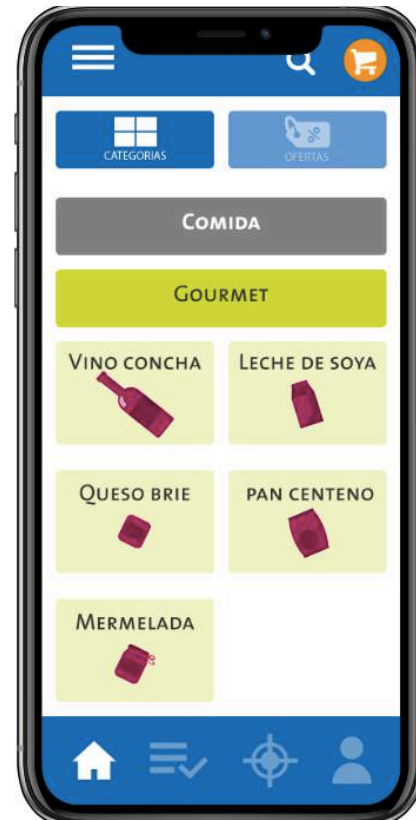 CATEGORIAS
OFERTAS
COMIDA
GOURMET
VINO CONCHA
LECHE DE SOYA
QUESO BRIE
PAN CENTENO
MERMELADA